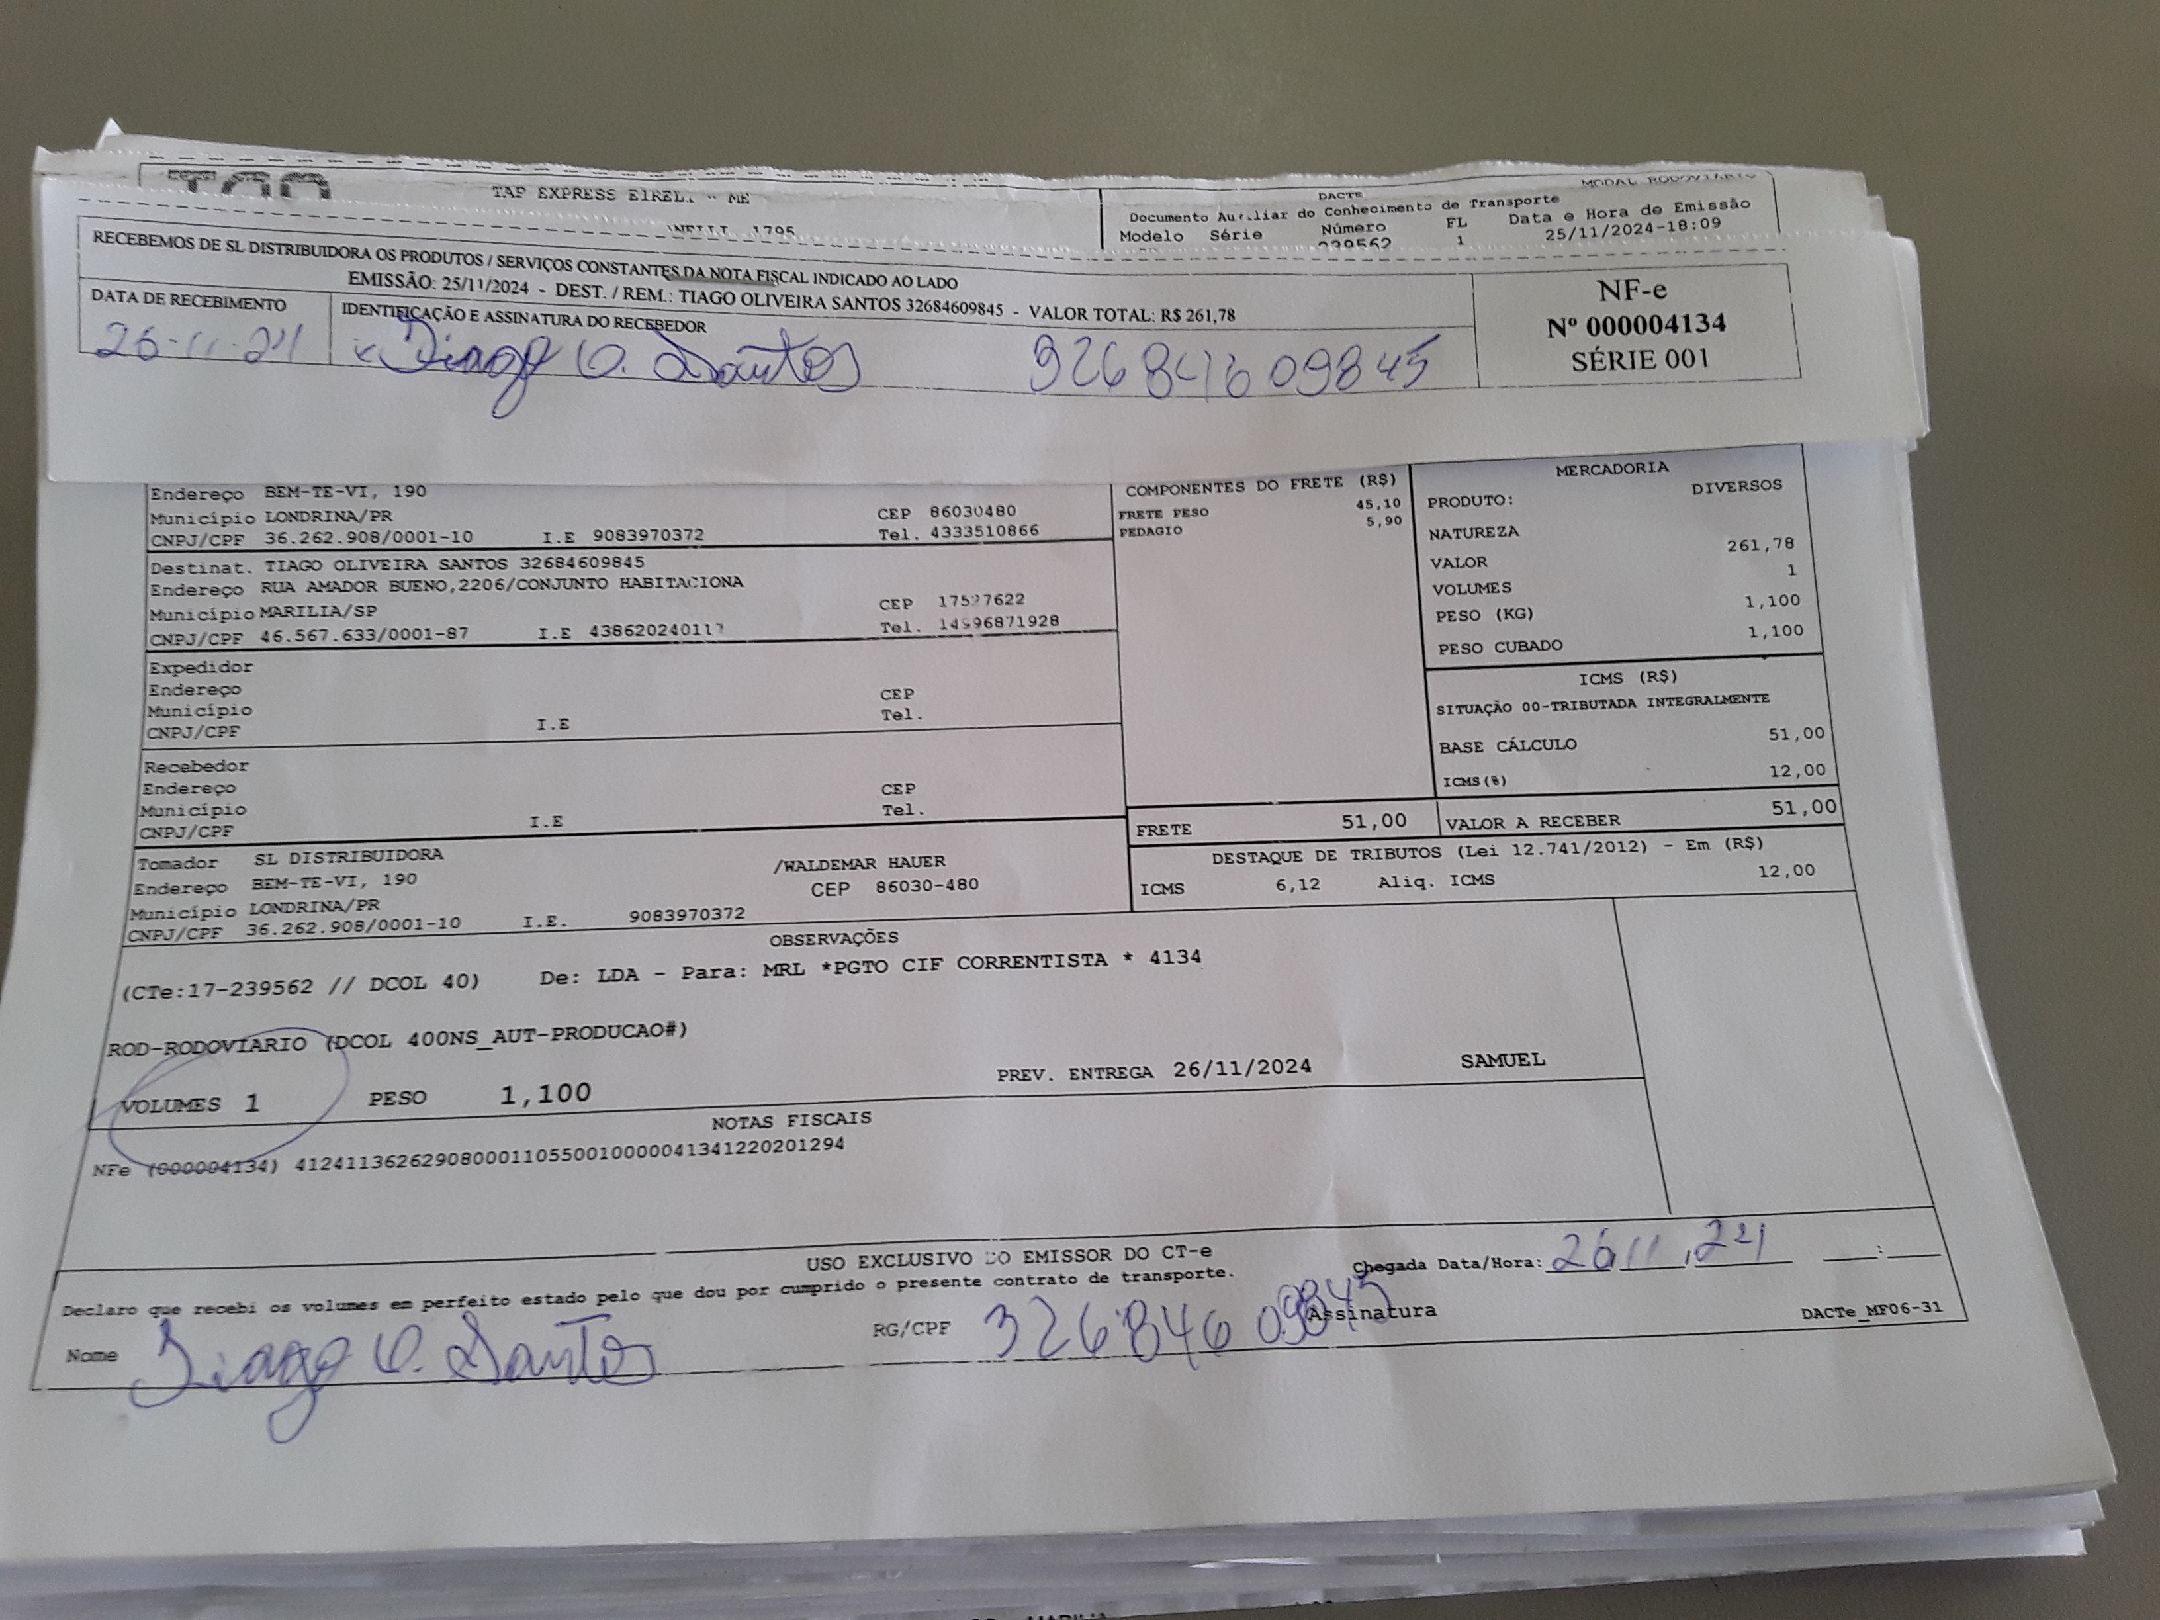 TAP EXPRESS EIRELI - ME
DACTE
MODAL RODOVIÁRIO
Documento Auxiliar do Conhecimento de Transporte
Modelo Série Número FL Data e Hora de Emissão
239562 1 25/11/2024-18:09
1795
RECEBEMOS DE SL DISTRIBUIDORA OS PRODUTOS / SERVIÇOS CONSTANTES DA NOTA FISCAL INDICADO AO LADO
EMISSÃO: 25/11/2024 - DEST. / REM.: TIAGO OLIVEIRA SANTOS 32684609845 - VALOR TOTAL: R$ 261,78
DATA DE RECEBIMENTO
26-11-24
IDENTIFICAÇÃO E ASSINATURA DO RECEBEDOR
Tiago O. Santos 32684609845
NF-e
Nº 000004134
SÉRIE 001
Endereço BEM-TE-VI, 190
Município LONDRINA/PR CEP 86030480
CNPJ/CPF 36.262.908/0001-10 I.E 9083970372 Tel. 4333510866
Destinat. TIAGO OLIVEIRA SANTOS 32684609845
Endereço RUA AMADOR BUENO,2206/CONJUNTO HABITACIONA
Município MARILIA/SP CEP
CNPJ/CPF 46.567.633/0001-87 I.E 438620240117 Tel. 14996871928
Expedidor
Endereço
Município CEP
CNPJ/CPF I.E Tel.
Recebedor
Endereço
Município CEP
CNPJ/CPF I.E Tel.
Tomador SL DISTRIBUIDORA
Endereço BEM-TE-VI, 190 /WALDEMAR HAUER
Município LONDRINA/PR CEP 86030-480
CNPJ/CPF 36.262.908/0001-10 I.E. 9083970372
COMPONENTES DO FRETE (R$)
FRETE PESO 45,10
PEDAGIO 5,90
MERCADORIA
PRODUTO: DIVERSOS
NATUREZA
VALOR 261,78
VOLUMES 1
PESO (KG) 1,100
PESO CUBADO 1,100
ICMS (R$)
SITUAÇÃO 00-TRIBUTADA INTEGRALMENTE
BASE CÁLCULO 51,00
ICMS(%) 12,00
FRETE 51,00 VALOR A RECEBER 51,00
DESTAQUE DE TRIBUTOS (Lei 12.741/2012) - Em (R$)
ICMS 6,12 Aliq. ICMS 12,00
OBSERVAÇÕES
(CTe:17-239562 // DCOL 40) De: LDA - Para: MRL *PGTO CIF CORRENTISTA * 4134
ROD-RODOVIARIO (DCOL 400NS_AUT-PRODUCAO#)
PREV. ENTREGA 26/11/2024 SAMUEL
VOLUMES 1 PESO 1,100
NOTAS FISCAIS
NFe (000004134) 41241136262908000110550010000041341220201294
USO EXCLUSIVO DO EMISSOR DO CT-e
Declaro que recebi os volumes em perfeito estado pelo que dou por cumprido o presente contrato de transporte.
Chegada Data/Hora: 26,11,24 :
Nome Tiago O. Santos RG/CPF 32684609845 Assinatura
DACTe_MF06-31